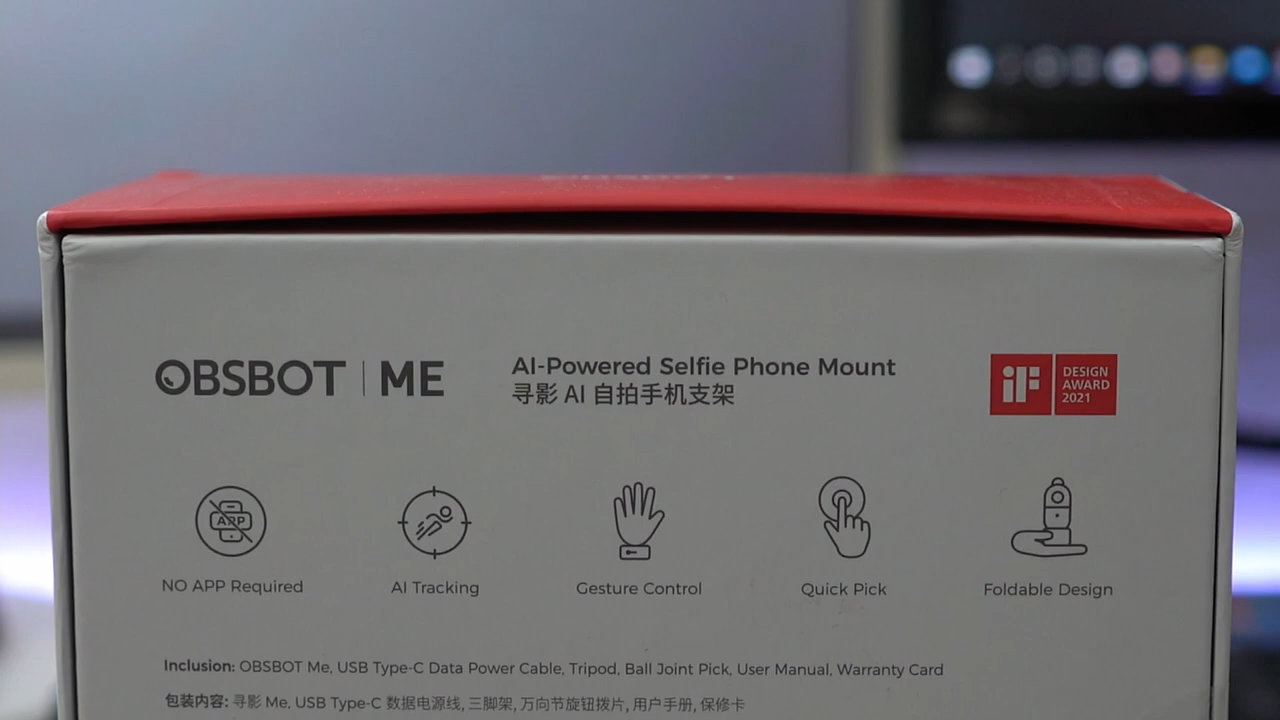 OBSBOT | ME
AI-Powered Selfie Phone Mount
寻影 AI 自拍手机支架
iF
DESIGN
AWARD
2021
APP
NO APP Required
AI Tracking
Gesture Control
Quick Pick
Foldable Design
Inclusion: OBSBOT Me, USB Type-C Data Power Cable, Tripod, Ball Joint Pick, User Manual, Warranty Card
包装内容: 寻影 Me, USB Type-C 数据电源线, 三脚架, 万向节旋钮拨片, 用户手册, 保修卡